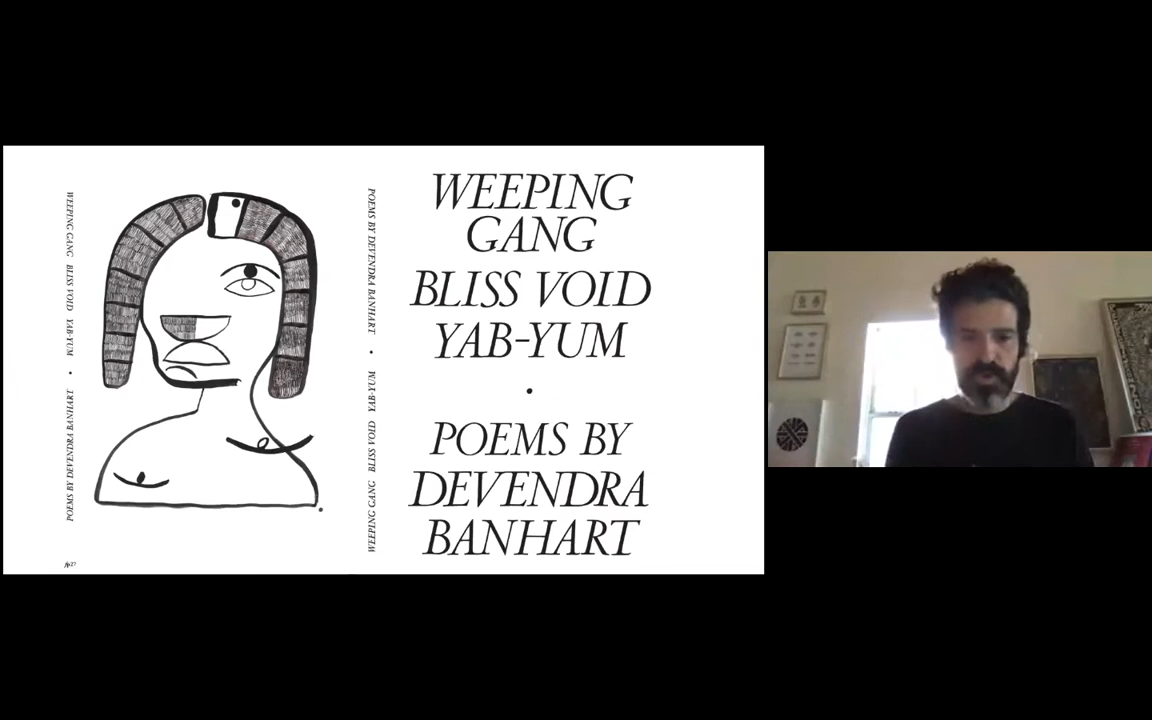 WEEPING GANG BLISS VOID YAB-YUM • POEMS BY DEVENDRA BANHART
WEEPING GANG BLISS VOID YAB-YUM • POEMS BY DEVENDRA BANHART
WEEPING
GANG
BLISS VOID
YAB-YUM
•
POEMS BY
DEVENDRA
BANHART